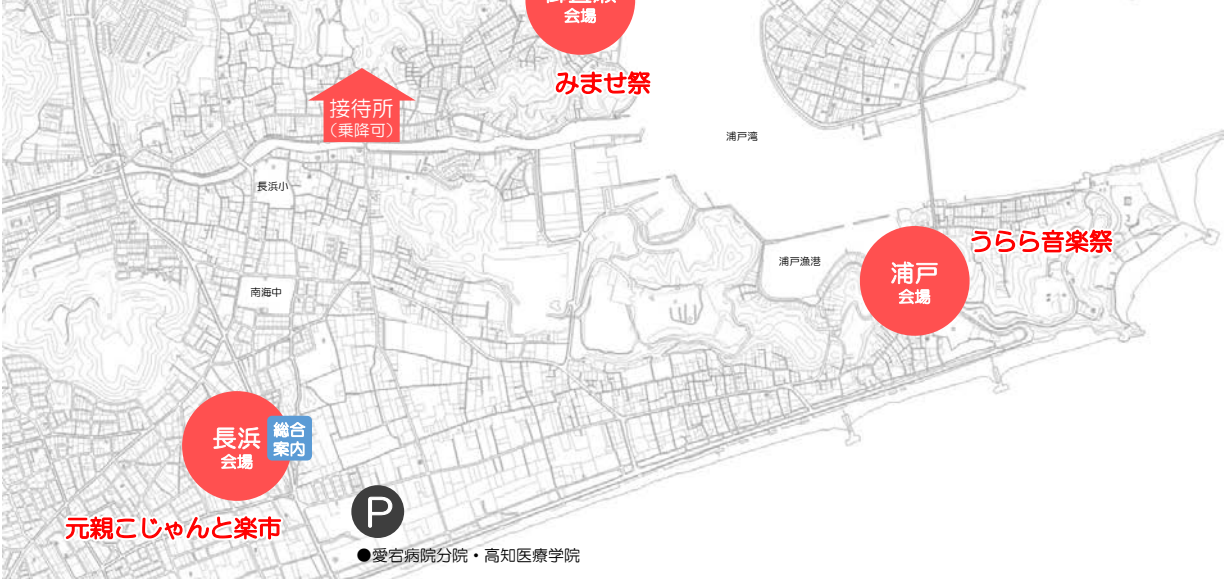 会場
みませ祭
接待所
（乗降可）
浦戸湾
長浜小
うらら音楽祭
浦戸漁港
浦戸
会場
南海中
長浜
会場
総合
案内
元親こじゃんと楽市
P
●愛宕病院分院・高知医療学院